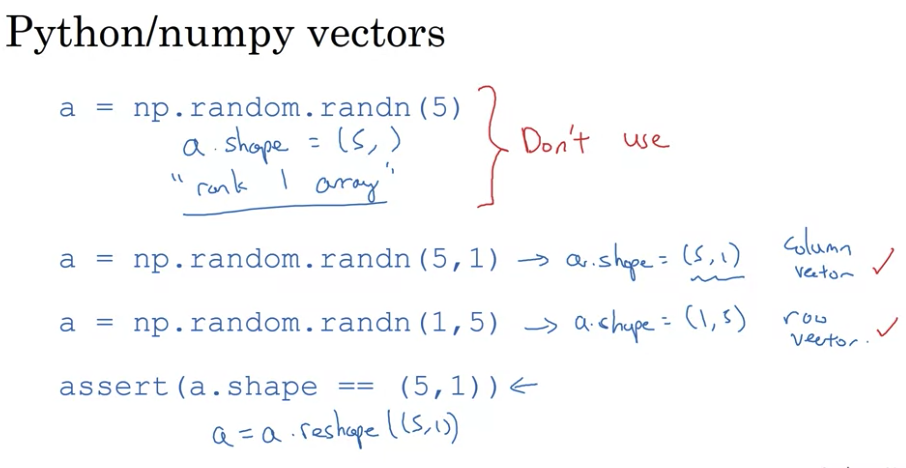 Python/numpy vectors
a = np.random.randn(5)
a.shape = (5,)
"rank 1 array"
Don't use
a = np.random.randn(5,1) → a.shape = (5,1) column vector ✓
a = np.random.randn(1,5) → a.shape = (1,5) row vector. ✓
assert(a.shape == (5,1)) ←
a = a.reshape((5,1))